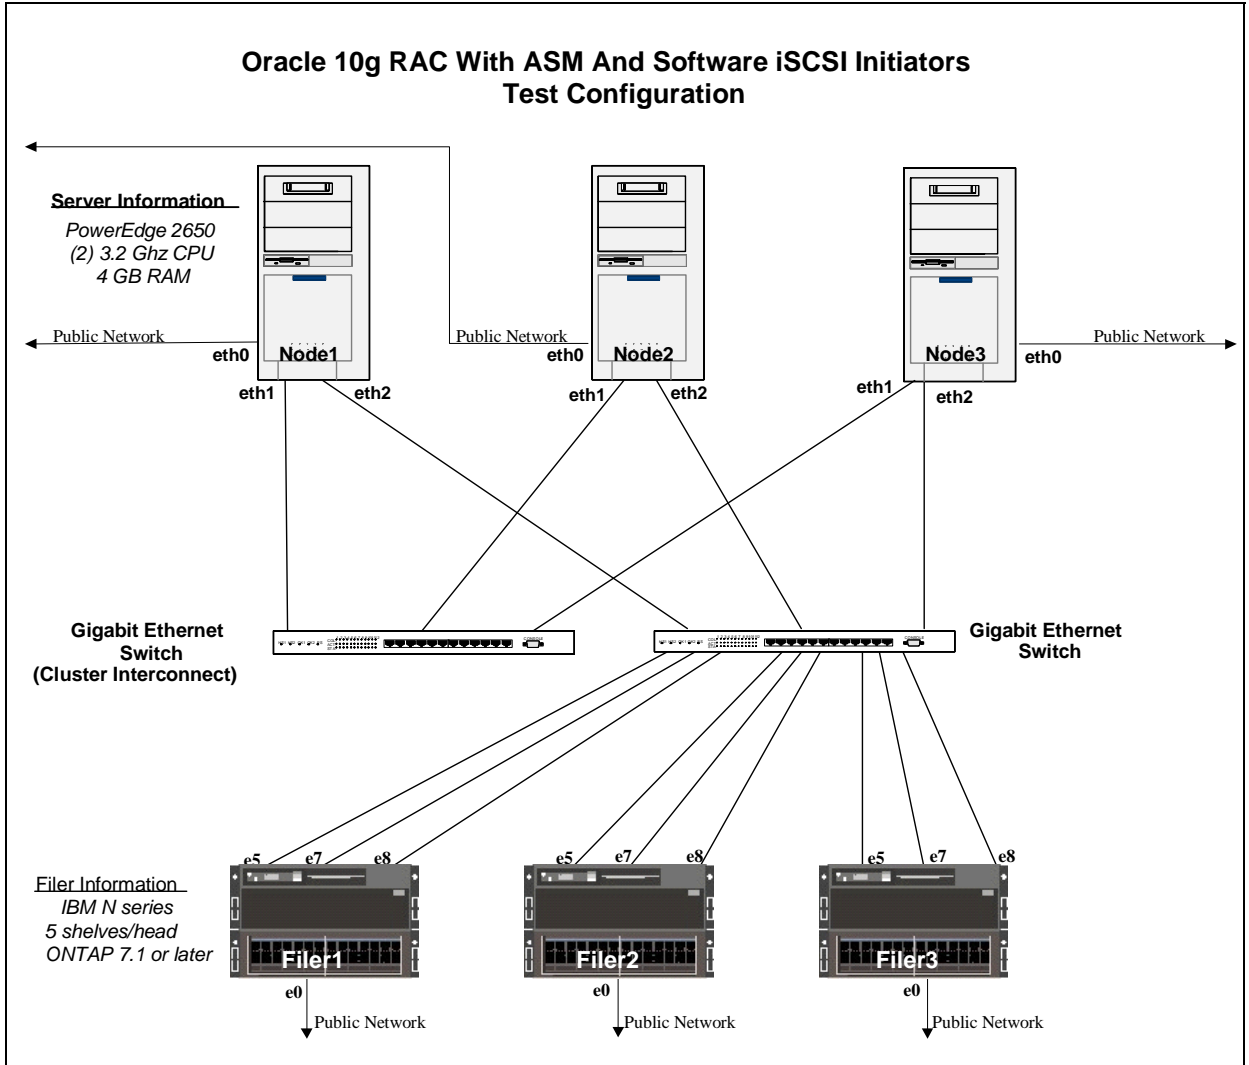 Oracle 10g RAC With ASM And Software iSCSI Initiators
Test Configuration
Server Information
PowerEdge 2650
(2) 3.2 Ghz CPU
4 GB RAM
Public Network
eth0
Node1
eth1
eth2
Public Network
eth0
Node2
eth1
eth2
Node3
eth0
Public Network
eth1
eth2
Gigabit Ethernet
Switch
(Cluster Interconnect)
CONSOLE
CONSOLE
Gigabit Ethernet
Switch
e5
e7
e8
e5
e7
e8
e5
e7
e8
Filer Information
IBM N series
5 shelves/head
ONTAP 7.1 or later
Filer1
Filer2
Filer3
e0
Public Network
e0
Public Network
e0
Public Network